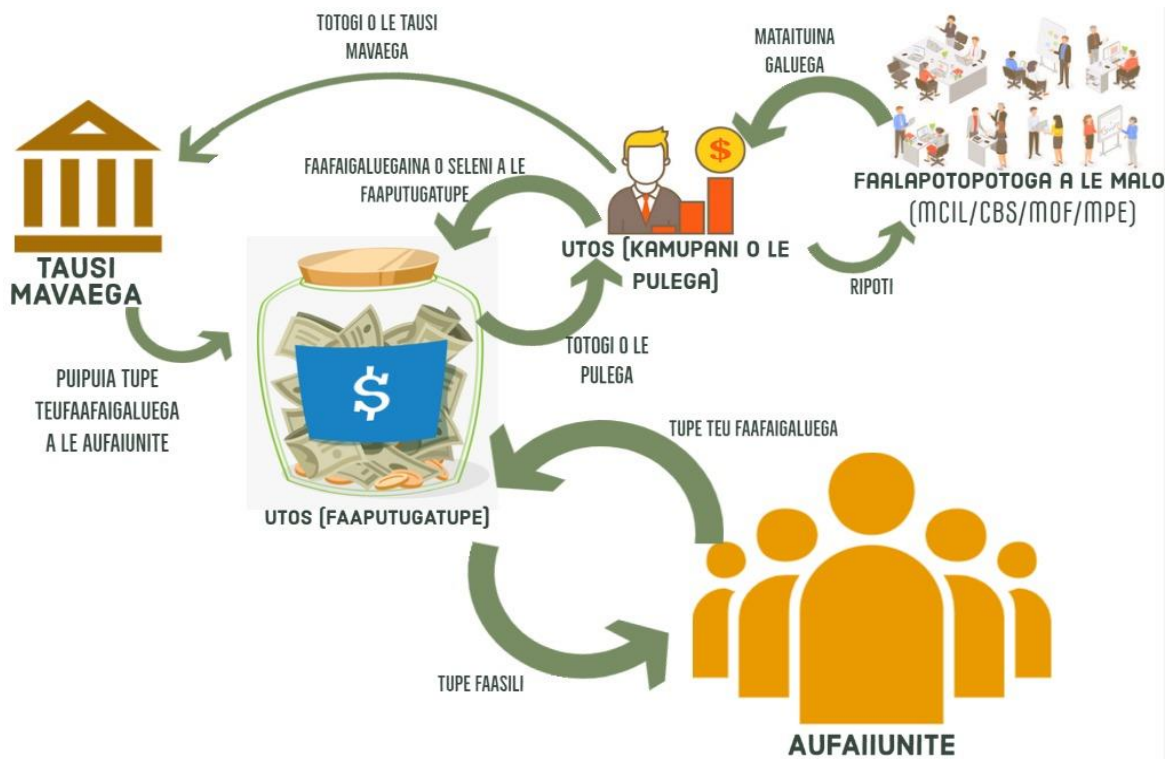 TOTOGI O LE TAUSI
MAVAEGA
MATAITUINA
GALUEGA
FAAFAIGALUEGAINA O SELENI A LE
FAAPUTUGATUPE
$
FAALAPOTOPOTOGA A LE MALO
(MCIL/CBS/MOF/MPE)
TAUSI
MAVAEGA
UTOS (KAMUPANI O LE
PULEGA)
RIPOTI
PUIPUIA TUPE
TEUFAAFAIGALUEGA
A LE AUFAIUNITE
$
TOTOGI O LE
PULEGA
TUPE TEU FAAFAIGALUEGA
UTOS (FAAPUTUGATUPE)
TUPE FAASILI
AUFAIIUNITE